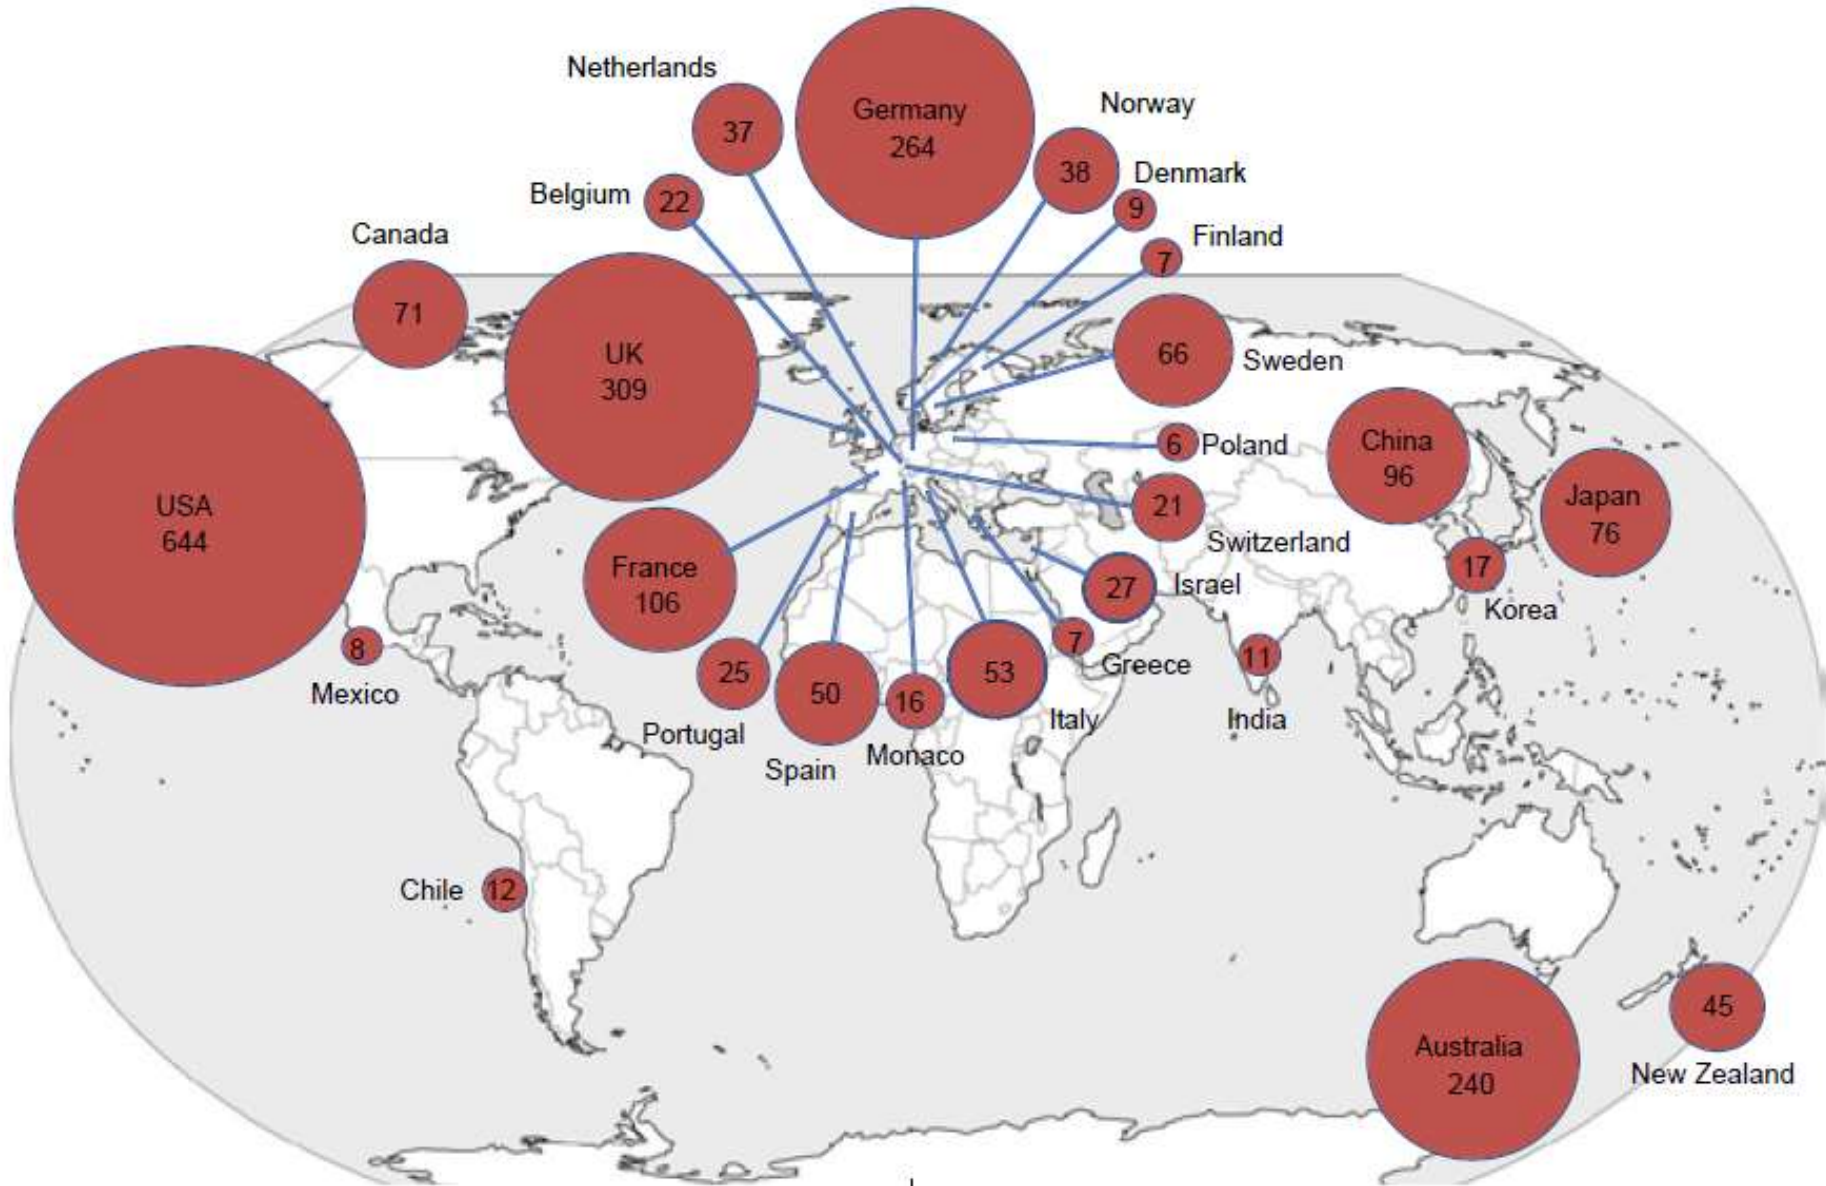 Netherlands
37
Germany
264
Norway
38
Denmark
9
Belgium
22
Finland
7
Canada
71
UK
309
66
Sweden
USA
644
6
Poland
China
96
Japan
76
21
Switzerland
France
106
27
Israel
17
Korea
8
Mexico
25
Portugal
50
Spain
16
Monaco
53
Italy
7
Greece
11
India
Chile
12
Australia
240
45
New Zealand